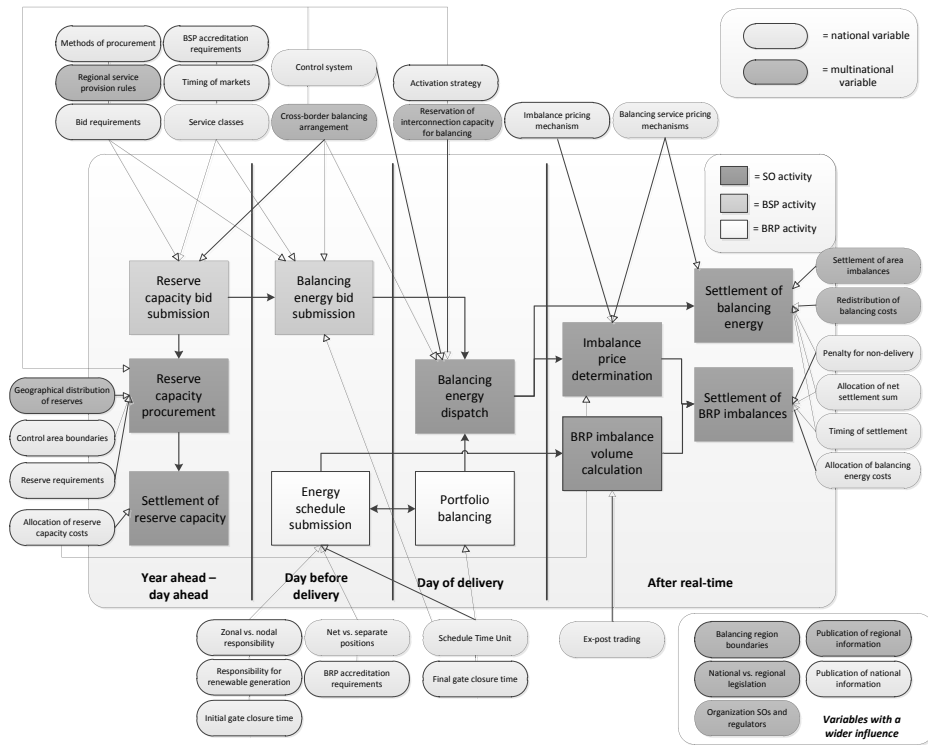 Methods of procurement
BSP accreditation
requirements
Regional service
provision rules
Timing of markets
Bid requirements
Service classes
Control system
Cross-border balancing
arrangement
Activation strategy
Reservation of
interconnection capacity
for balancing
Imbalance pricing
mechanism
Balancing service pricing
mechanisms
= national variable
= multinational
variable
= SO activity
= BSP activity
= BRP activity
Reserve
capacity bid
submission
Balancing
energy bid
submission
Settlement of
balancing
energy
Settlement of area
imbalances
Redistribution of
balancing costs
Penalty for non-delivery
Allocation of net
settlement sum
Timing of settlement
Allocation of balancing
energy costs
Imbalance
price
determination
Reserve
capacity
procurement
Balancing
energy
dispatch
Settlement of
BRP imbalances
Geographical distribution
of reserves
Control area boundaries
Reserve requirements
Allocation of reserve
capacity costs
BRP imbalance
volume
calculation
Settlement of
reserve capacity
Energy
schedule
submission
Portfolio
balancing
Year ahead –
day ahead
Day before
delivery
Day of delivery
After real-time
Zonal vs. nodal
responsibility
Net vs. separate
positions
Schedule Time Unit
Ex-post trading
Responsibility for
renewable generation
BRP accreditation
requirements
Final gate closure time
Initial gate closure time
Balancing region
boundaries
Publication of regional
information
National vs. regional
legislation
Publication of national
information
Organization SOs and
regulators
Variables with a
wider influence